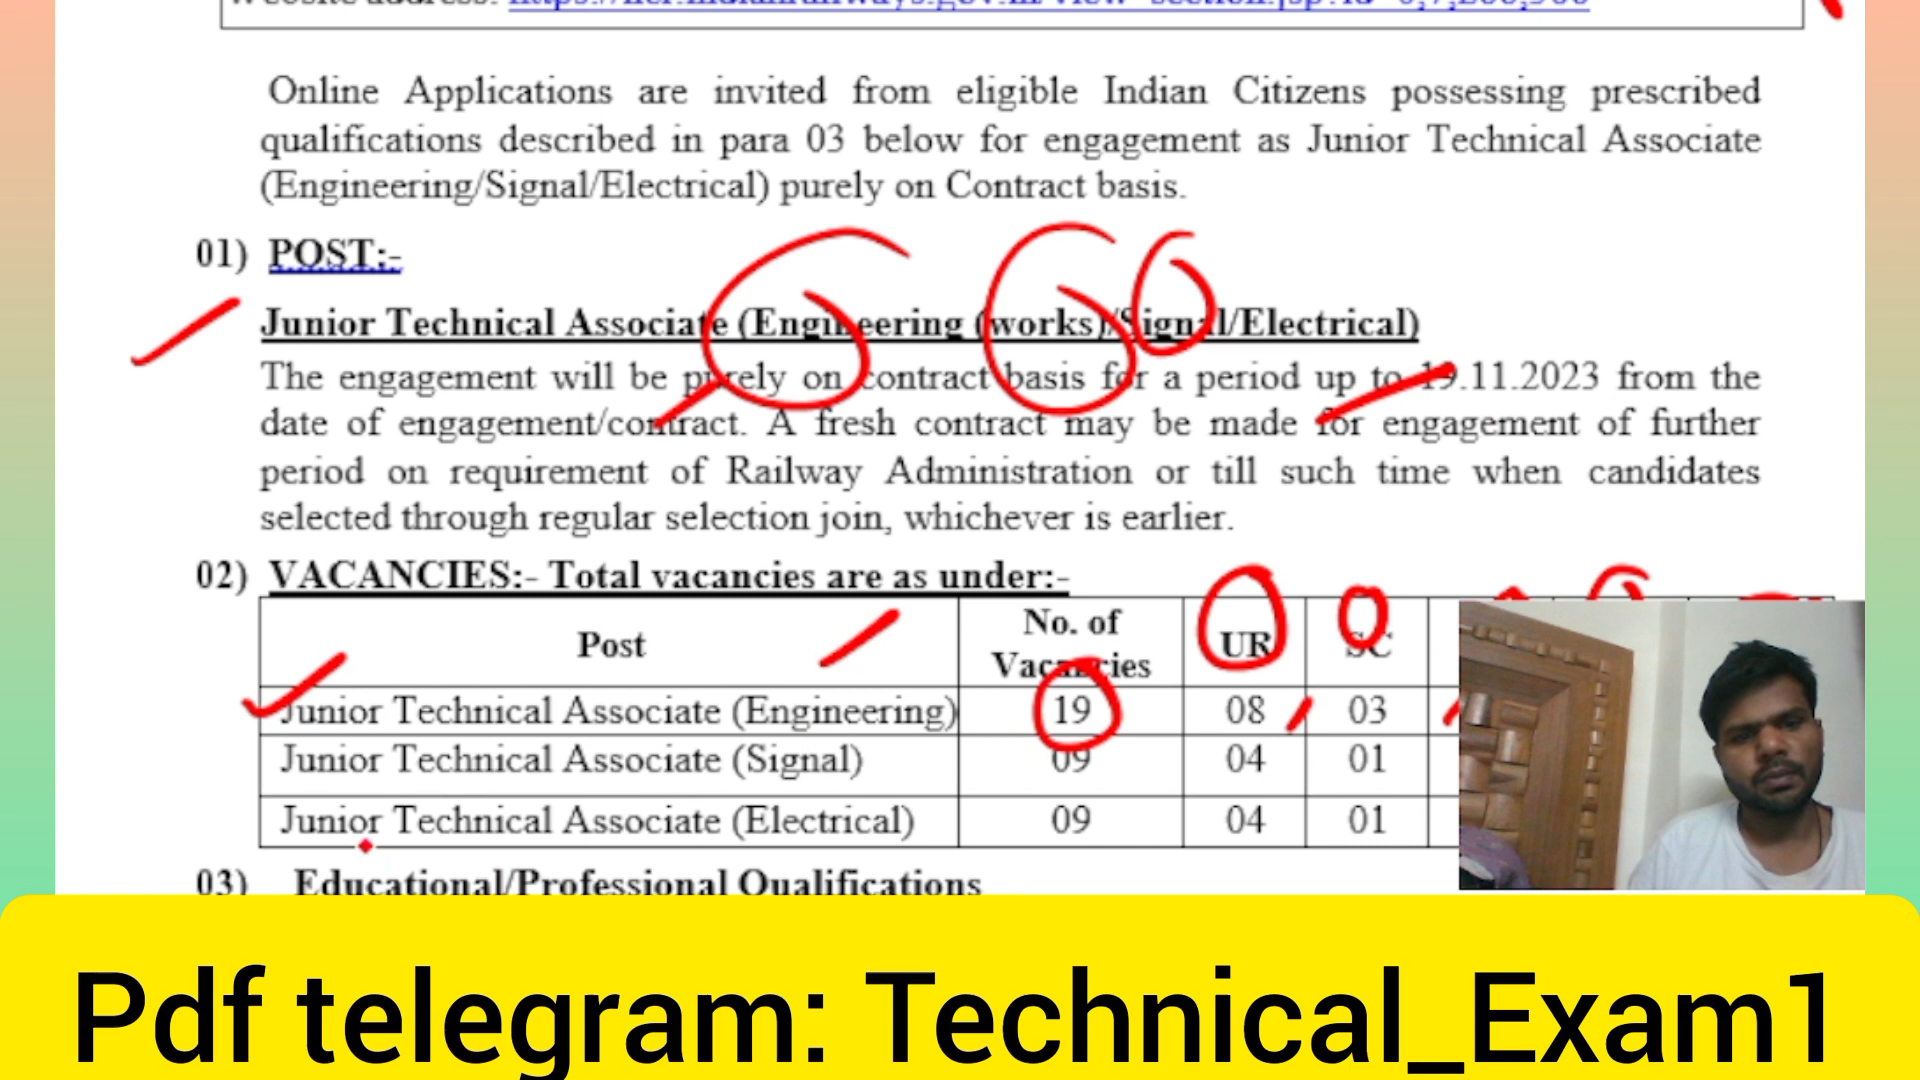 Online Applications are invited from eligible Indian Citizens possessing prescribed
qualifications described in para 03 below for engagement as Junior Technical Associate
(Engineering/Signal/Electrical) purely on Contract basis.
01) POST:-
Junior Technical Associate (Engineering (works)/Signal/Electrical)
The engagement will be purely on contract basis for a period up to 19.11.2023 from the
date of engagement/contract. A fresh contract may be made for engagement of further
period on requirement of Railway Administration or till such time when candidates
selected through regular selection join, whichever is earlier.
02) VACANCIES:- Total vacancies are as under:-
Post No. of Vacancies UR SC
Junior Technical Associate (Engineering) 19 08 03
Junior Technical Associate (Signal) 09 04 01
Junior Technical Associate (Electrical) 09 04 01
03) Educational/Professional Qualifications
Pdf telegram: Technical_Exam1